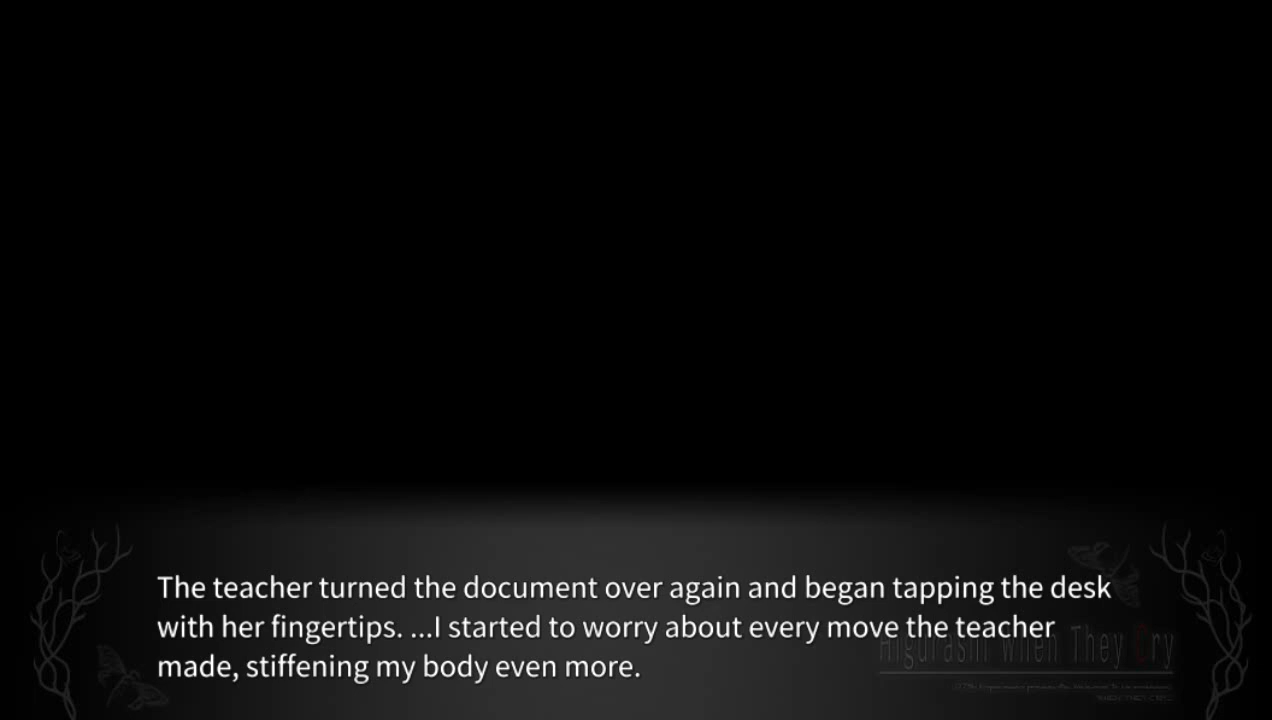 The teacher turned the document over again and began tapping the desk
with her fingertips. ...I started to worry about every move the teacher
made, stiffening my body even more.
Higurashi When They Cry